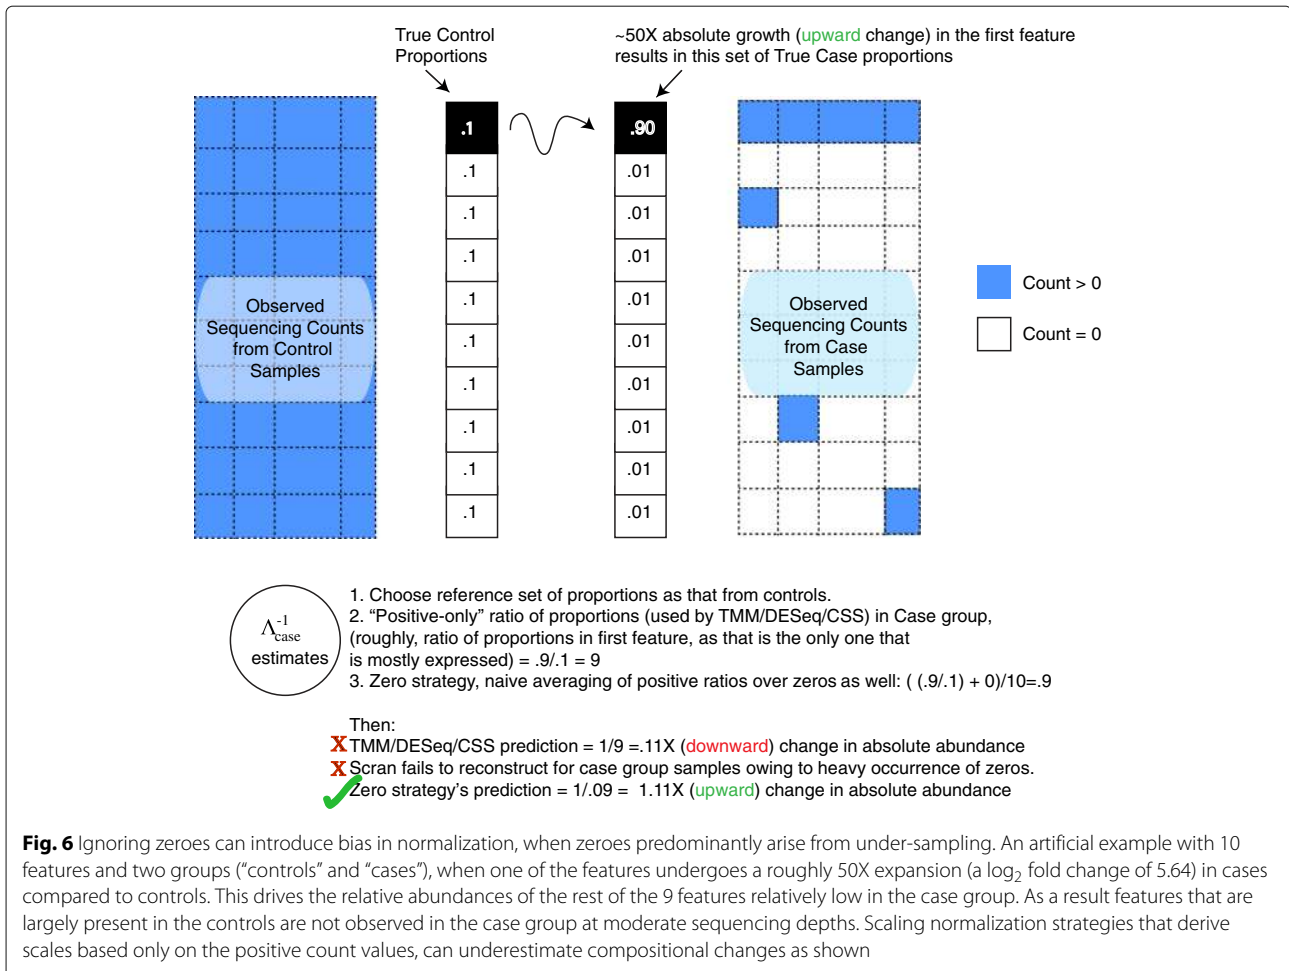 True Control
Proportions
~50X absolute growth (upward change) in the first feature
results in this set of True Case proportions
.1
.1
.1
.1
.1
.1
.1
.1
.1
.1
.90
.01
.01
.01
.01
.01
.01
.01
.01
.01
Observed
Sequencing Counts
from Control
Samples
Observed
Sequencing Counts
from Case
Samples
Count > 0
Count = 0
Λ-1case
estimates
1. Choose reference set of proportions as that from controls.
2. “Positive-only” ratio of proportions (used by TMM/DESeq/CSS) in Case group,
(roughly, ratio of proportions in first feature, as that is the only one that
is mostly expressed) = .9/.1 = 9
3. Zero strategy, naive averaging of positive ratios over zeros as well: ( (.9/.1) + 0)/10=.9
Then:
X TMM/DESeq/CSS prediction = 1/9 =.11X (downward) change in absolute abundance
X Scran fails to reconstruct for case group samples owing to heavy occurrence of zeros.
Zero strategy’s prediction = 1/.09 = 1.11X (upward) change in absolute abundance
Fig. 6 Ignoring zeroes can introduce bias in normalization, when zeroes predominantly arise from under-sampling. An artificial example with 10
features and two groups (“controls” and “cases”), when one of the features undergoes a roughly 50X expansion (a log2 fold change of 5.64) in cases
compared to controls. This drives the relative abundances of the rest of the 9 features relatively low in the case group. As a result features that are
largely present in the controls are not observed in the case group at moderate sequencing depths. Scaling normalization strategies that derive
scales based only on the positive count values, can underestimate compositional changes as shown